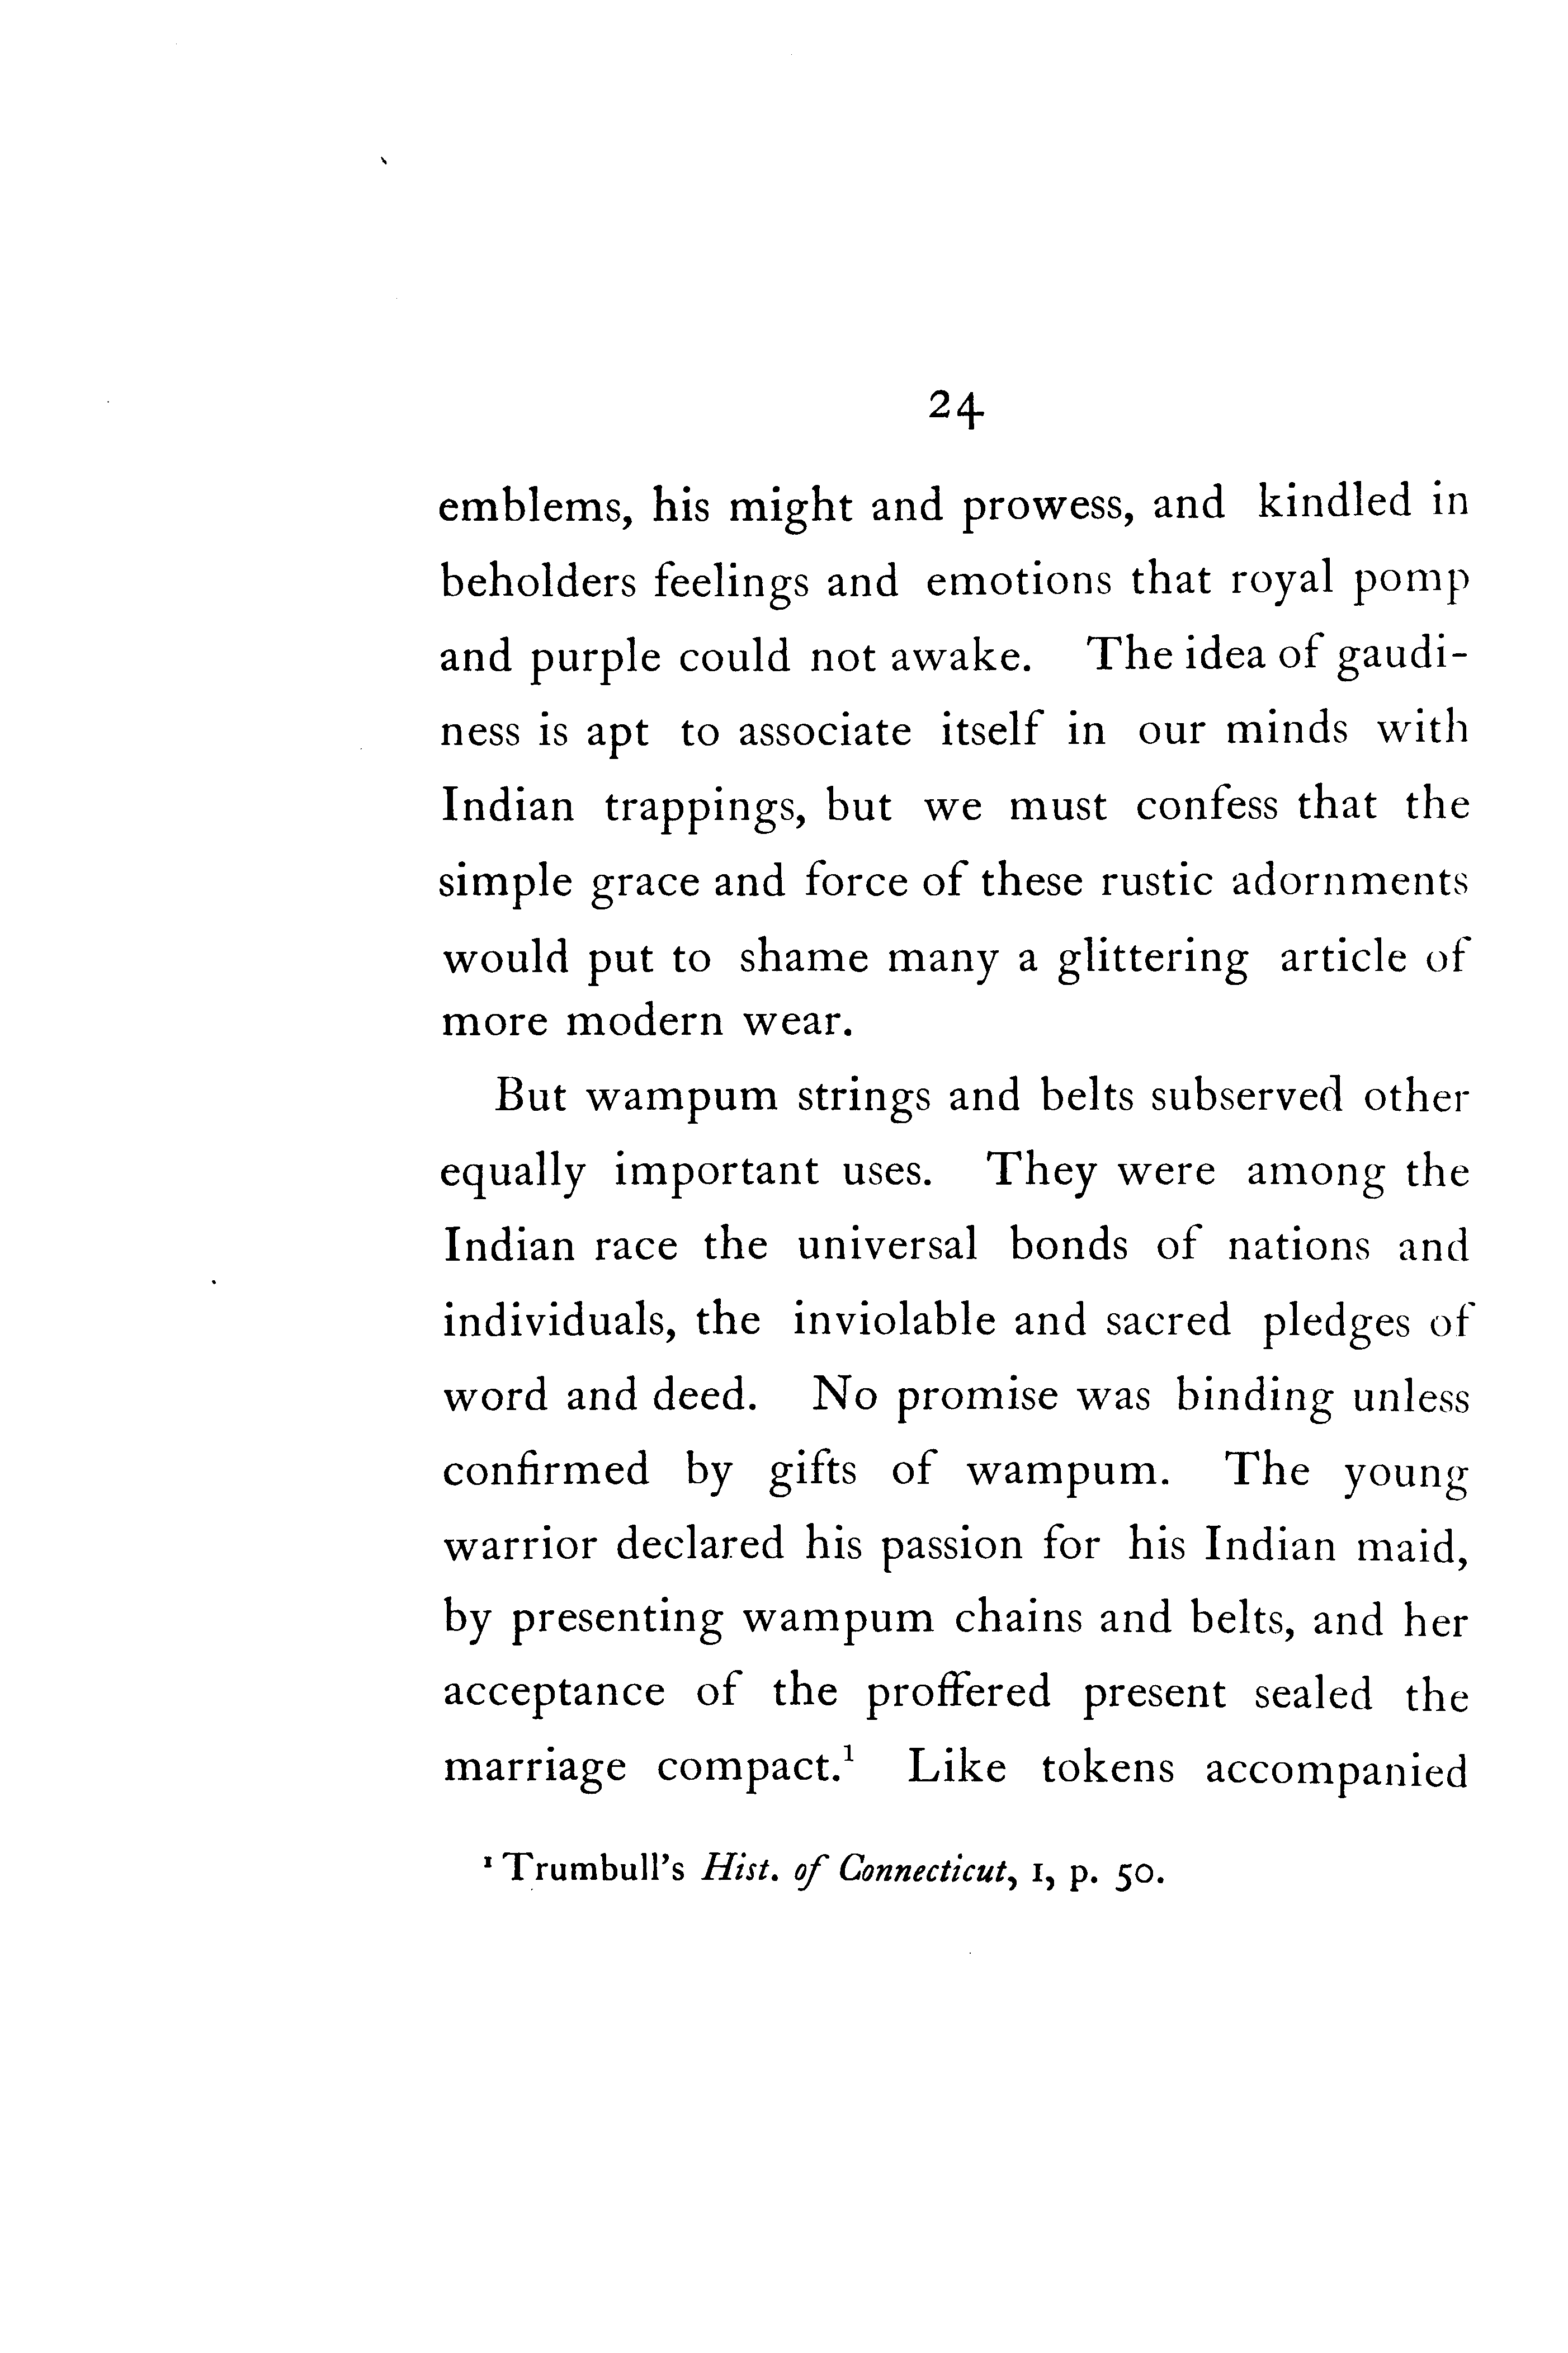 24
emblems, his might and prowess, and kindled in
beholders feelings and emotions that royal pomp
and purple could not awake. The idea of gaudi-
ness is apt to associate itself in our minds with
Indian trappings, but we must confess that the
simple grace and force of these rustic adornments
would put to shame many a glittering article of
more modern wear.
But wampum strings and belts subserved other
equally important uses. They were among the
Indian race the universal bonds of nations and
individuals, the inviolable and sacred pledges of
word and deed. No promise was binding unless
confirmed by gifts of wampum. The young
warrior declared his passion for his Indian maid,
by presenting wampum chains and belts, and her
acceptance of the proffered present sealed the
marriage compact.¹ Like tokens accompanied
¹ Trumbull's Hist. of Connecticut, I, p. 50.